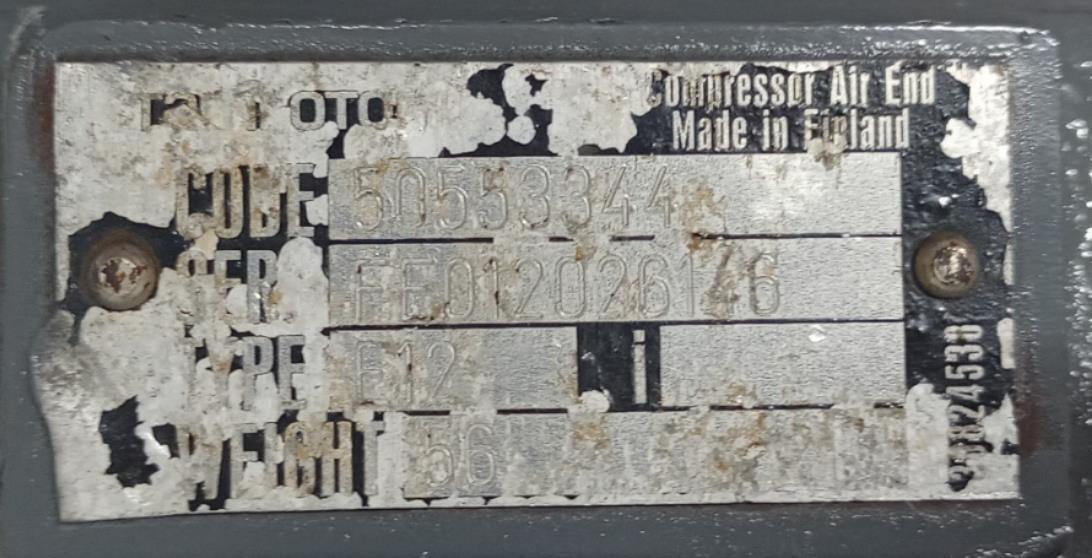 Compressor Air End
Made in Finland
CODE 50553344
SER. FE012026146
TYPE E12 i
WEIGHT 56